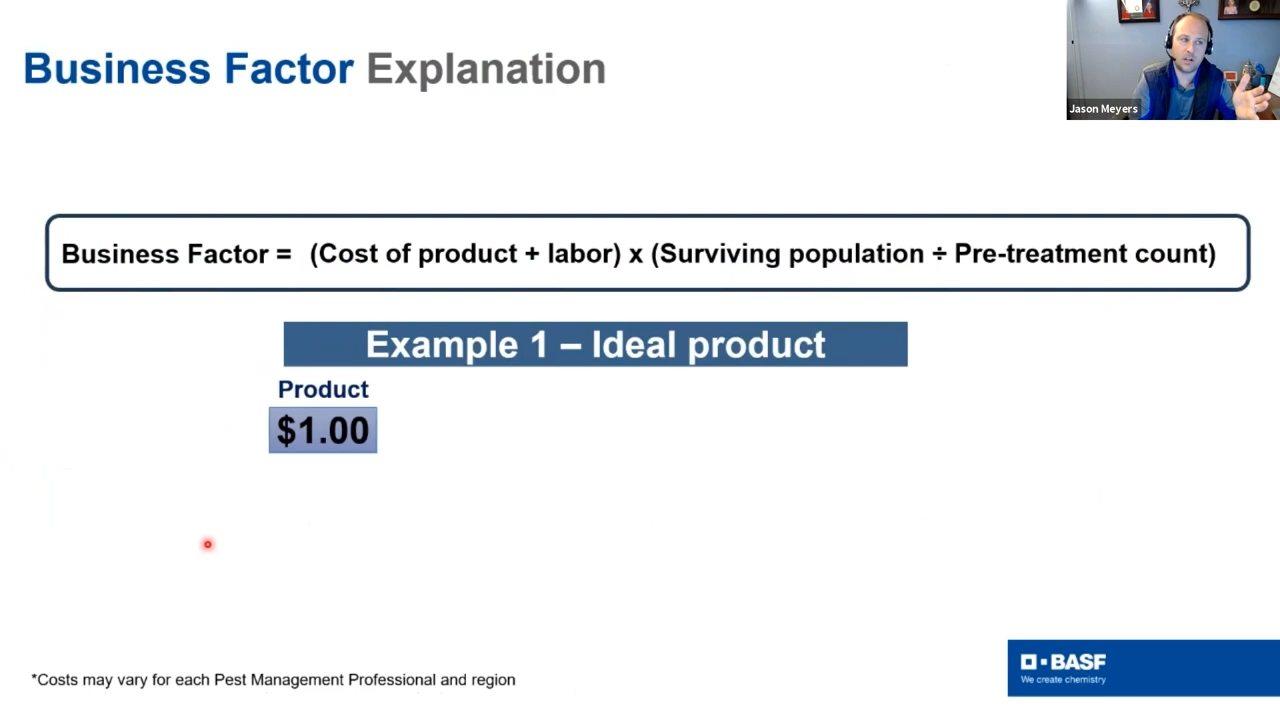 Business Factor Explanation
Jason Meyers
Business Factor = (Cost of product + labor) x (Surviving population ÷ Pre-treatment count)
Example 1 – Ideal product
Product
$1.00
*Costs may vary for each Pest Management Professional and region
BASF
We create chemistry